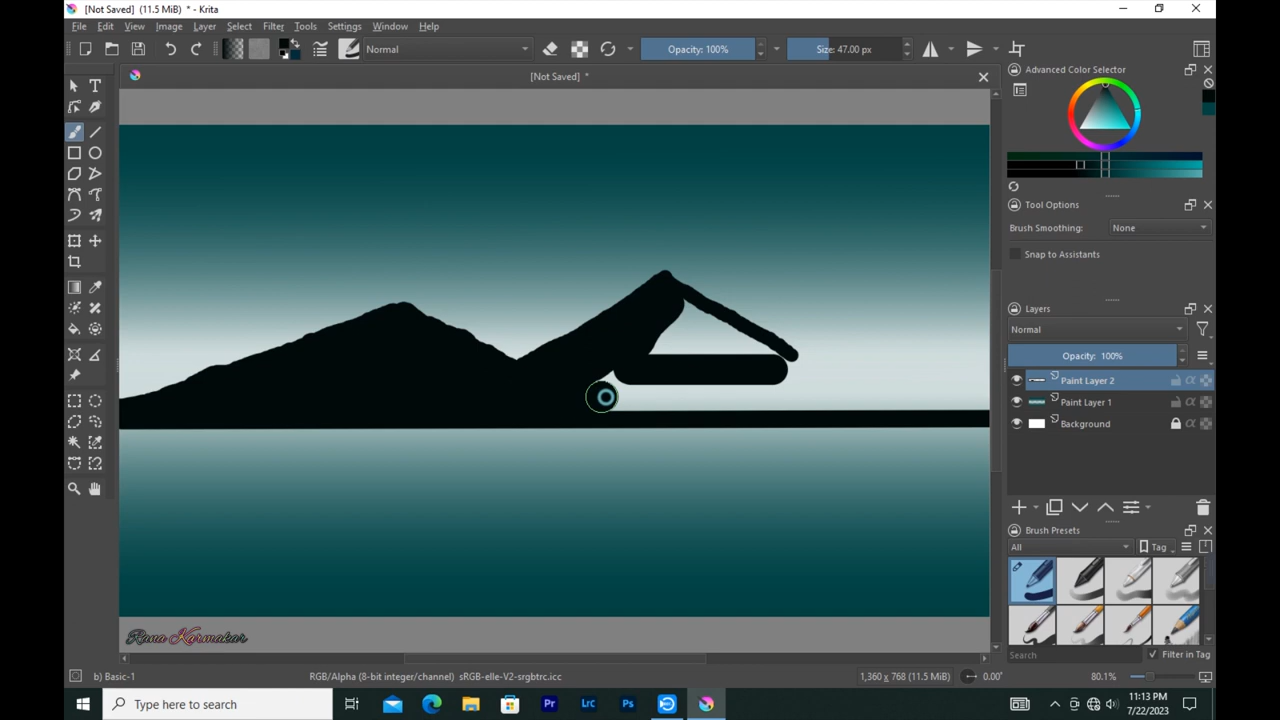 [Not Saved] (11.5 MiB) * - Krita
File Edit View Image Layer Select Filter Tools Settings Window Help
Normal Opacity: 100% Size: 47.00 px
[Not Saved] *
Advanced Color Selector
Tool Options
Brush Smoothing: None
Snap to Assistants
Layers
Normal
Opacity: 100%
Paint Layer 2
Paint Layer 1
Background
Brush Presets
All Tag
Search Filter in Tag
Rana Karmakar
b) Basic-1 RGB/Alpha (8-bit integer/channel) sRGB-elle-V2-srgbtrc.icc 1,360 x 768 (11.5 MiB) 0.00° 80.1%
Type here to search
Pr Lrc Ps
11:13 PM
7/22/2023